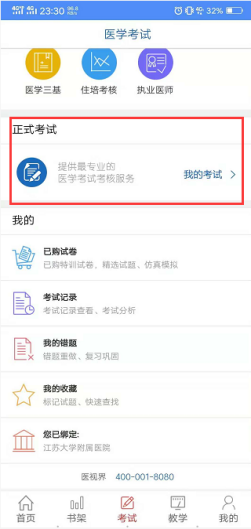 23:30
32%
医学考试
医学三基
住培考核
执业医师
正式考试
提供最专业的
医学考试考核服务
我的考试
我的
已购试卷
已购特训试卷、精选试题、仿真模拟
考试记录
考试记录查看、考试分析
我的错题
错题重做、复习巩固
我的收藏
标记试题、快速查找
您已绑定:
江苏大学附属医院
医视界 400-001-8080
首页
书架
考试
教学
我的